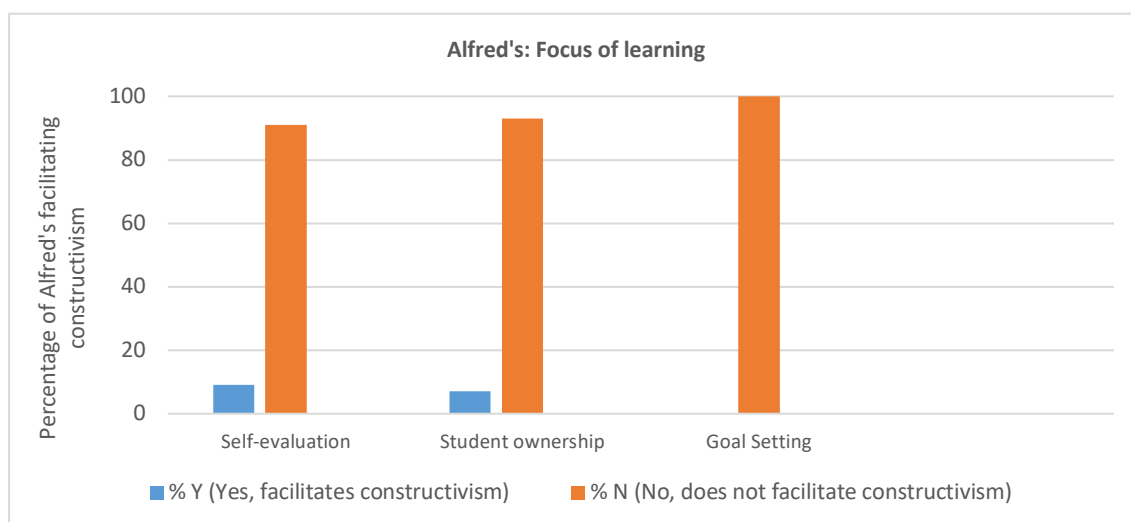 Alfred's: Focus of learning
Percentage of Alfred's facilitating
constructivism
100
80
60
40
20
0
Self-evaluation
Student ownership
Goal Setting
% Y (Yes, facilitates constructivism)
% N (No, does not facilitate constructivism)